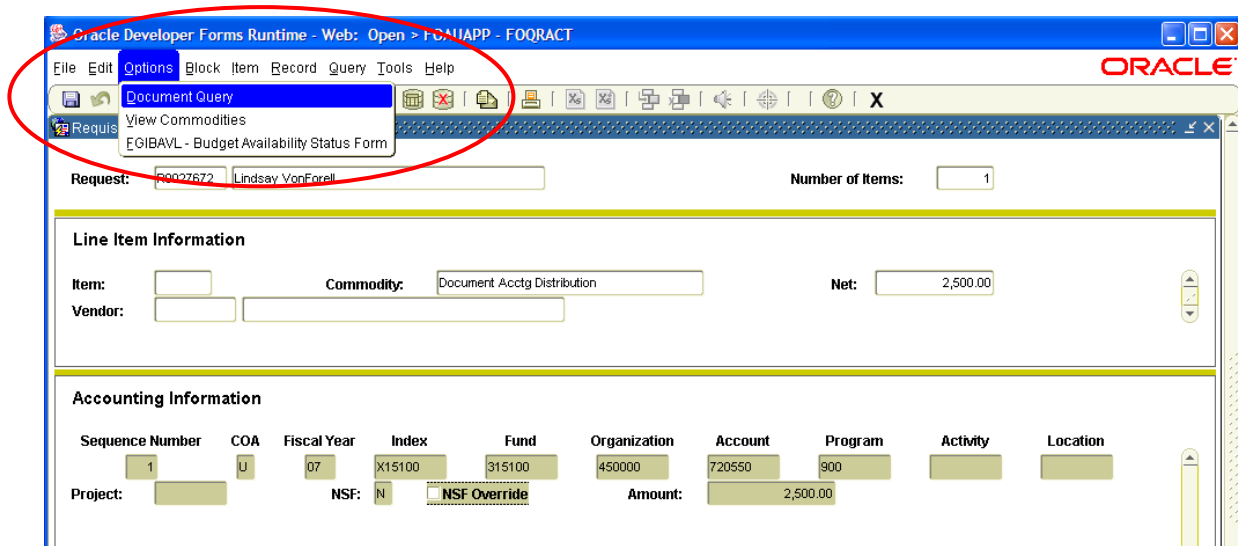 Oracle Developer Forms Runtime - Web: Open > FOAUAPP - FOQRACT
File Edit Options Block Item Record Query Tools Help
ORACLE
Document Query
View Commodities
FGIBAVL - Budget Availability Status Form
Requis
Request: R0027672 Lindsay VonForell Number of Items: 1
Line Item Information
Item: Commodity: Document Acctg Distribution Net: 2,500.00
Vendor:
Accounting Information
Sequence Number COA Fiscal Year Index Fund Organization Account Program Activity Location
1 U 07 X15100 315100 450000 720550 900
Project: NSF: N NSF Override Amount: 2,500.00